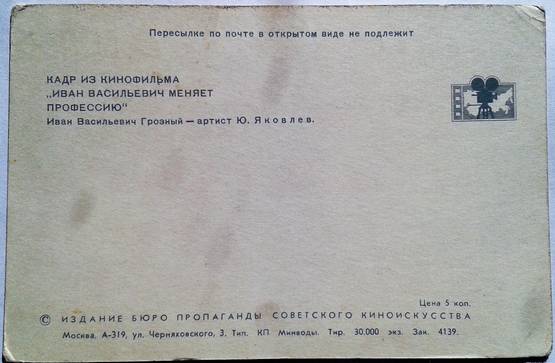 Пересылке по почте в открытом виде не подлежит
КАДР ИЗ КИНОФИЛЬМА
„ИВАН ВАСИЛЬЕВИЧ МЕНЯЕТ
ПРОФЕССИЮ"
Иван Васильевич Грозный — артист Ю. Яковлев.
Цена 5 коп.
© ИЗДАНИЕ БЮРО ПРОПАГАНДЫ СОВЕТСКОГО КИНОИСКУССТВА
Москва, А-319, ул. Черняховского, 3. Тип. КП. Минводы. Тир. 30.000 экз. Зак. 4139.